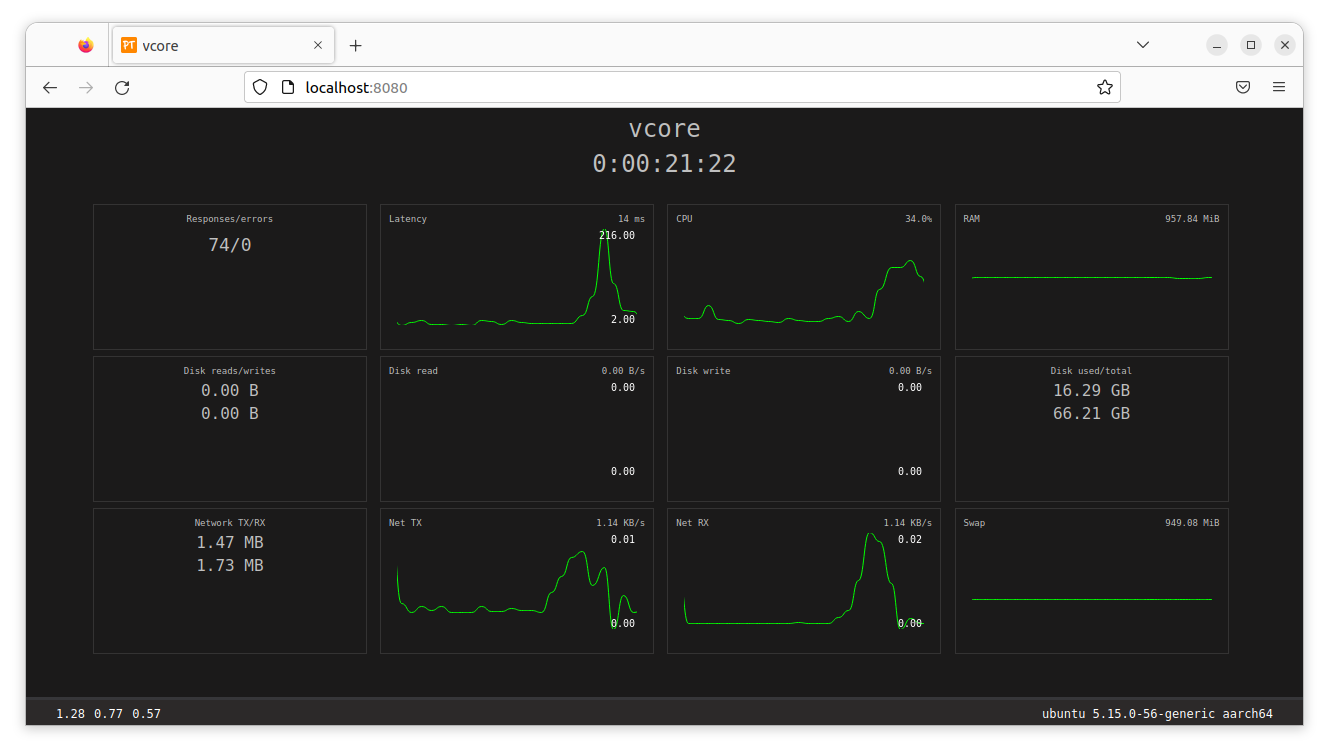 PT vcore
localhost:8080
vcore
0:00:21:22
Responses/errors
74/0
Latency 14 ms
216.00
2.00
CPU 34.0%
RAM 957.84 MiB
Disk reads/writes
0.00 B
0.00 B
Disk read 0.00 B/s
0.00
0.00
Disk write 0.00 B/s
0.00
0.00
Disk used/total
16.29 GB
66.21 GB
Network TX/RX
1.47 MB
1.73 MB
Net TX 1.14 KB/s
0.01
0.00
Net RX 1.14 KB/s
0.02
0.00
Swap 949.08 MiB
1.28 0.77 0.57
ubuntu 5.15.0-56-generic aarch64